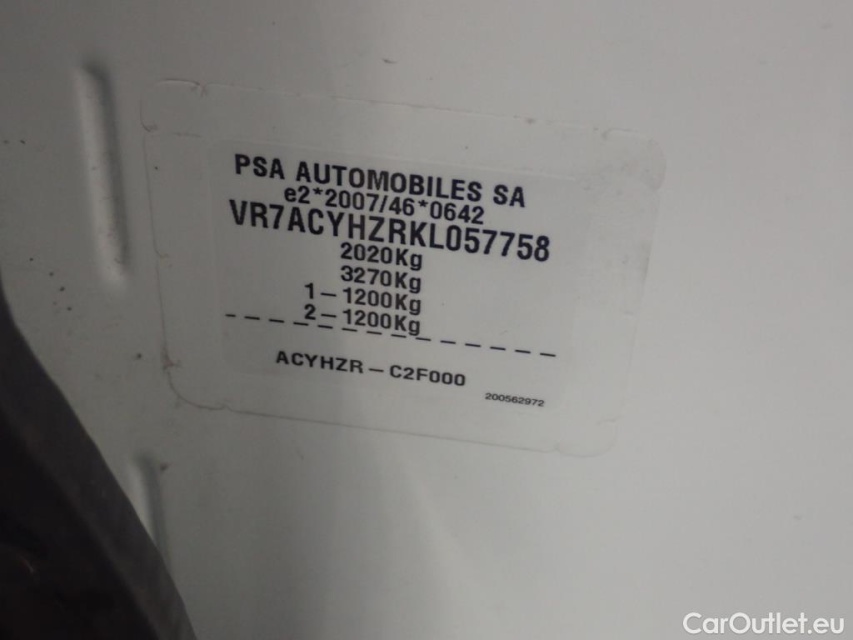 PSA AUTOMOBILES SA
e2*2007/46*0642
VR7ACYHZRKL057758
2020Kg
3270Kg
1-1200Kg
2-1200Kg
ACYHZR-C2F000
200562972
CarOutlet.eu